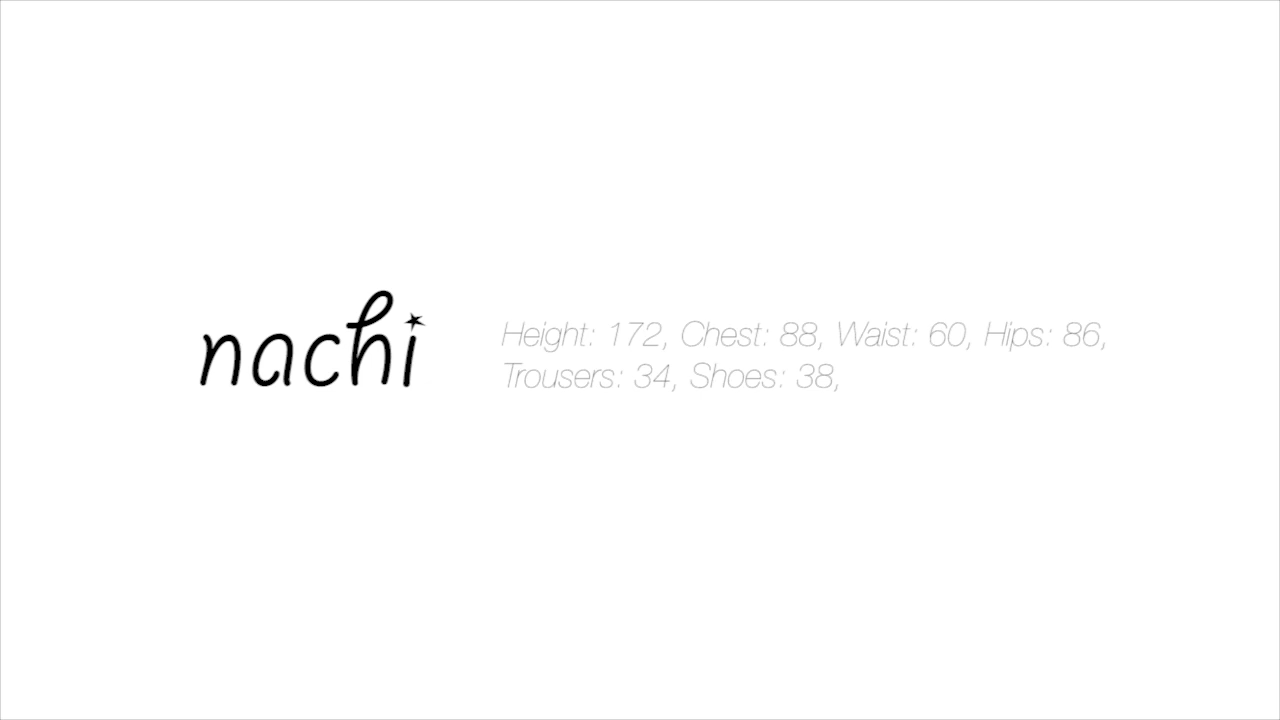 nachi
Height: 172, Chest: 88, Waist: 60, Hips: 86,
Trousers: 34, Shoes: 38,